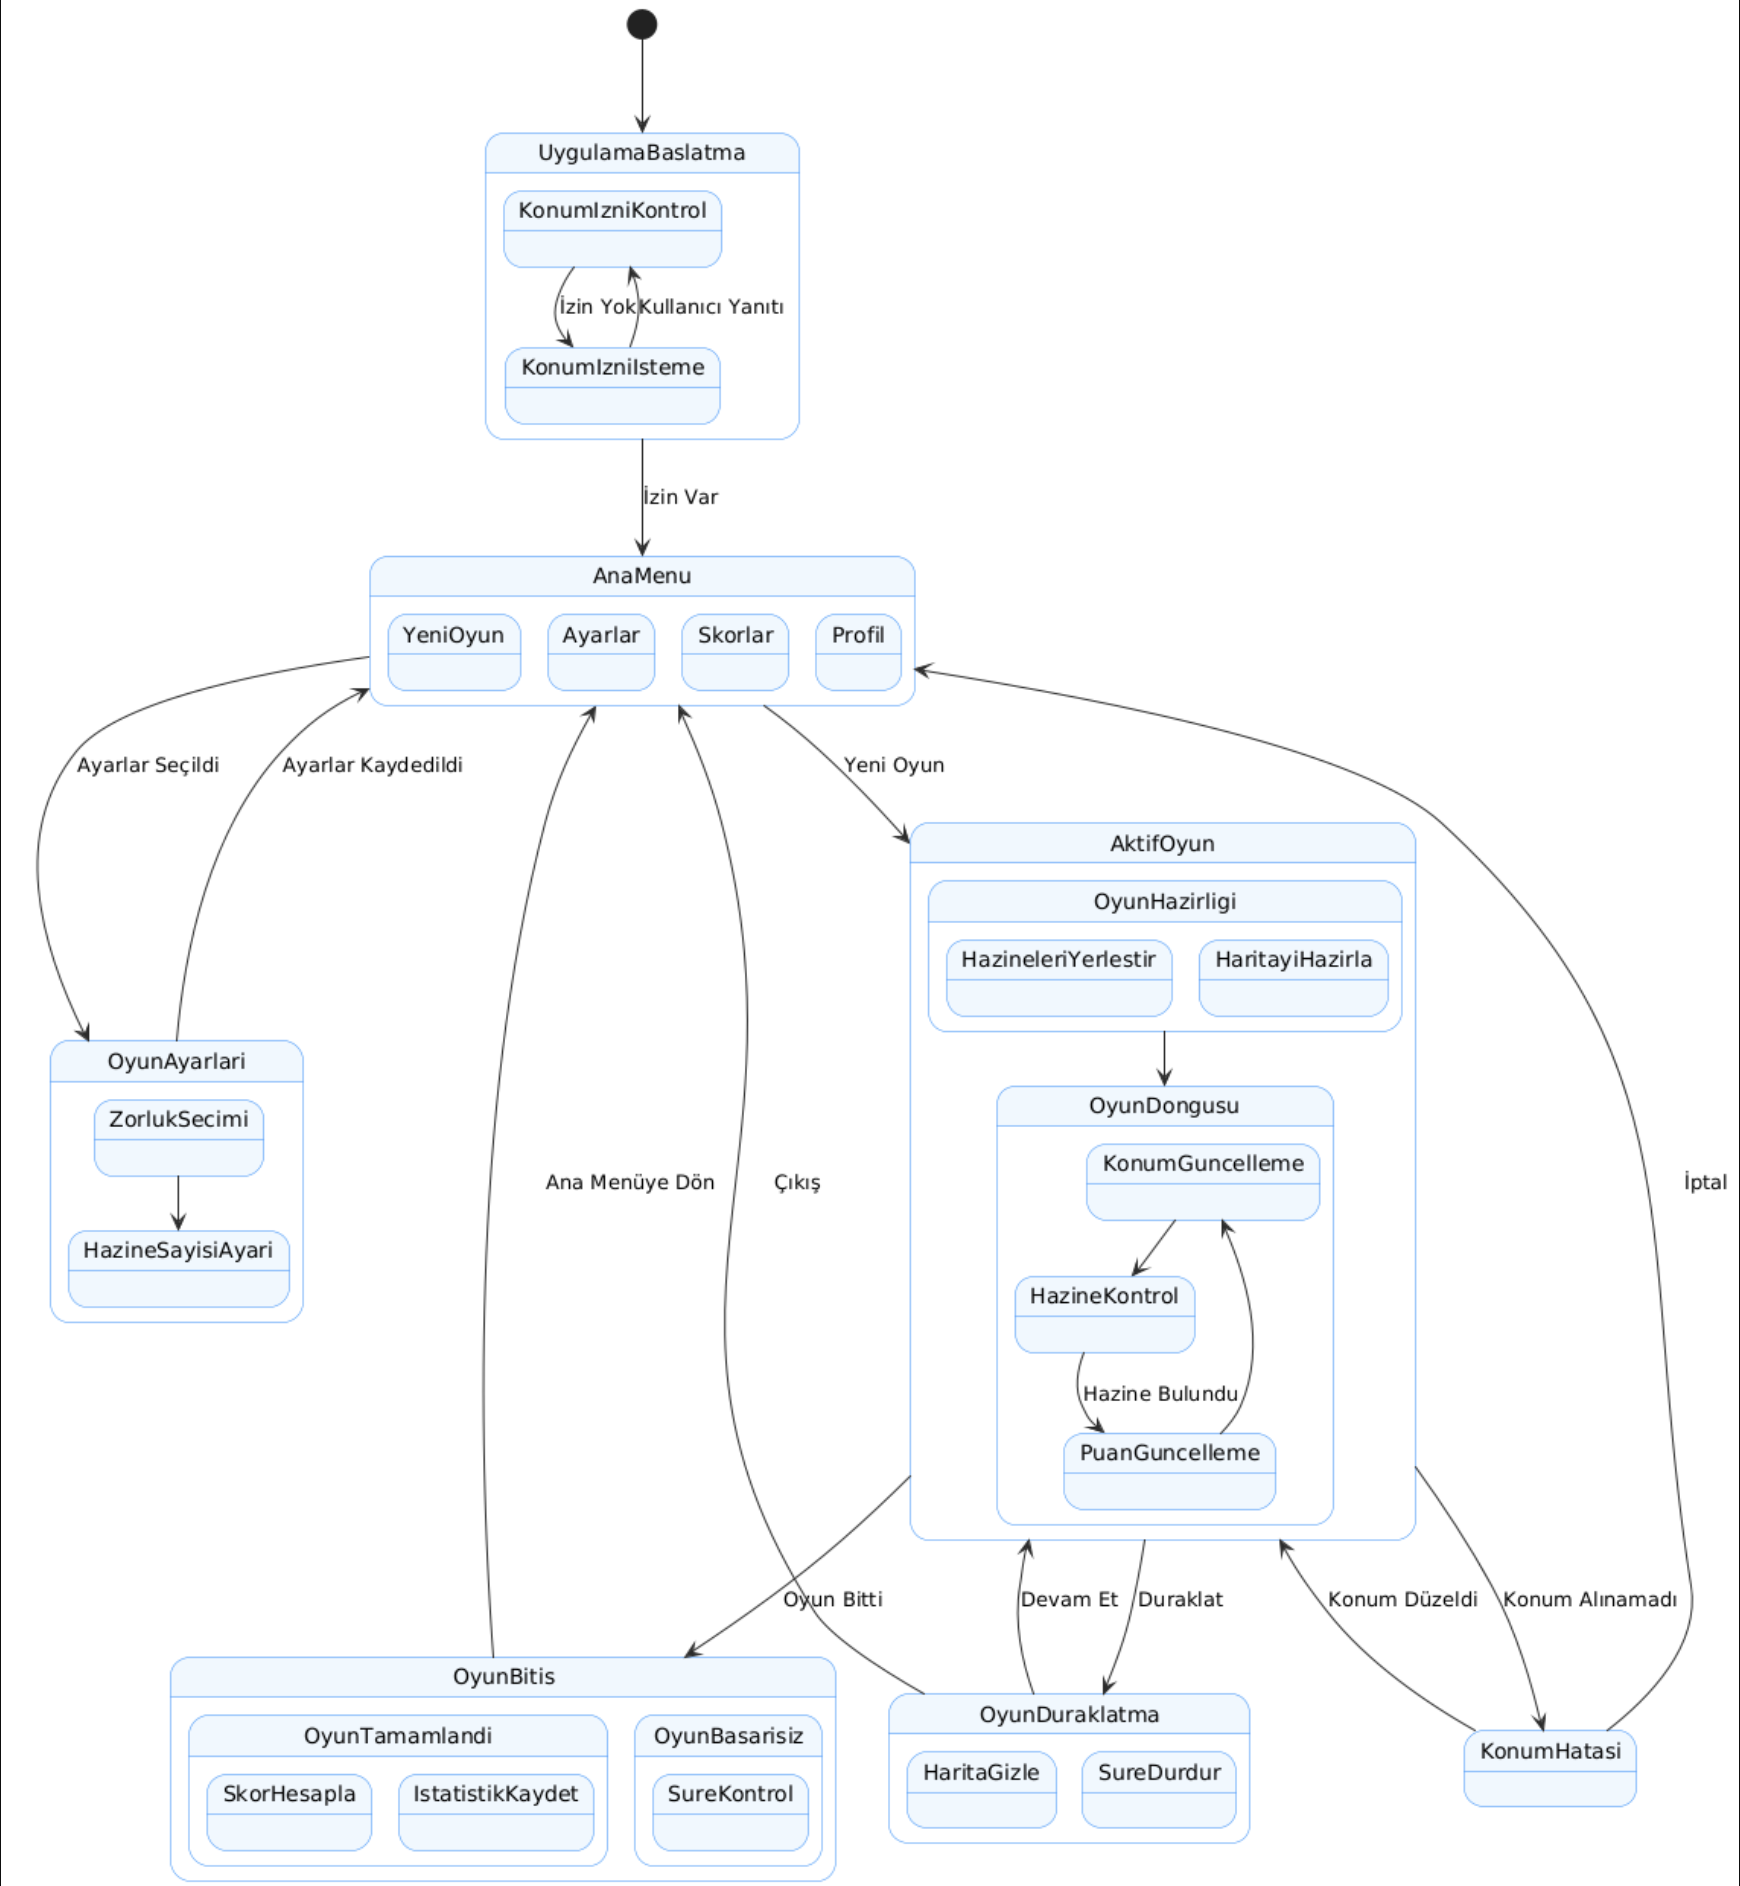 UygulamaBaslatma
KonumIzniKontrol
İzin Yok
Kullanıcı Yanıtı
KonumIzniIsteme
İzin Var
AnaMenu
YeniOyun
Ayarlar
Skorlar
Profil
Ayarlar Seçildi
Ayarlar Kaydedildi
Yeni Oyun
AktifOyun
OyunHazirligi
HazineleriYerlestir
HaritayiHazirla
OyunAyarlari
ZorlukSecimi
HazineSayisiAyari
OyunDongusu
KonumGuncelleme
Ana Menüye Dön
Çıkış
İptal
HazineKontrol
Hazine Bulundu
PuanGuncelleme
Oyun Bitti
Devam Et
Duraklat
Konum Düzeldi
Konum Alınamadı
OyunBitis
OyunTamamlandi
SkorHesapla
IstatistikKaydet
OyunBasarisiz
SureKontrol
OyunDuraklatma
HaritaGizle
SureDurdur
KonumHatasi